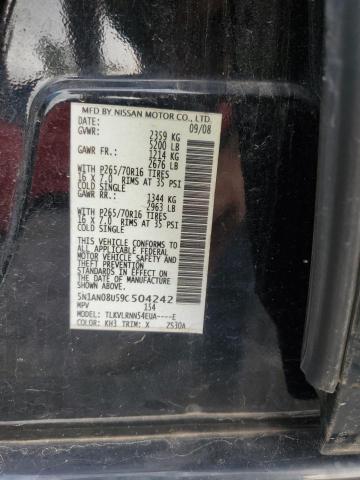 MFD BY NISSAN MOTOR CO., LTD.
DATE: 09/08
GVWR: 2359 KG
5200 LB
GAWR FR.: 1214 KG
2676 LB
WITH P265/70R16 TIRES
16 X 7.0 RIMS AT 35 PSI
COLD SINGLE
GAWR RR.: 1344 KG
2963 LB
WITH P265/70R16 TIRES
16 X 7.0 RIMS AT 35 PSI
COLD SINGLE
THIS VEHICLE CONFORMS TO ALL
APPLICABLE FEDERAL MOTOR
VEHICLE SAFETY AND
THEFT PREVENTION
STANDARDS IN EFFECT ON THE
DATE OF MANUFACTURE
SHOWN ABOVE.
5N1AN08U59C504242
MPV 154
MODEL: TLKVLRNN54EUA----E
COLOR: KH3 TRIM: X ZS30A